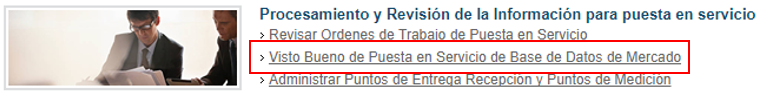 Procesamiento y Revisión de la Información para puesta en servicio
› Revisar Ordenes de Trabajo de Puesta en Servicio
› Visto Bueno de Puesta en Servicio de Base de Datos de Mercado
› Administrar Puntos de Entrega Recepción y Puntos de Medición